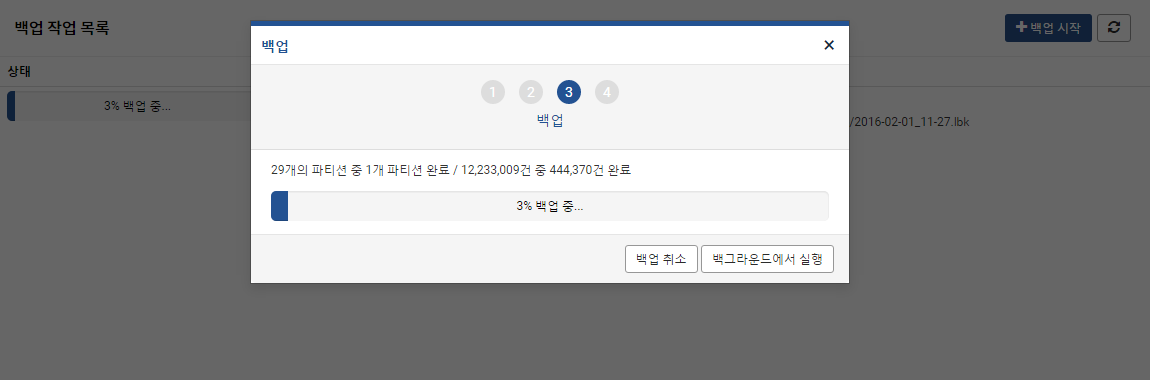 백업 작업 목록
백업 시작
상태
3% 백업 중...
/2016-02-01_11-27.lbk
백업
1 2 3 4
백업
29개의 파티션 중 1개 파티션 완료 / 12,233,009건 중 444,370건 완료
3% 백업 중...
백업 취소
백그라운드에서 실행